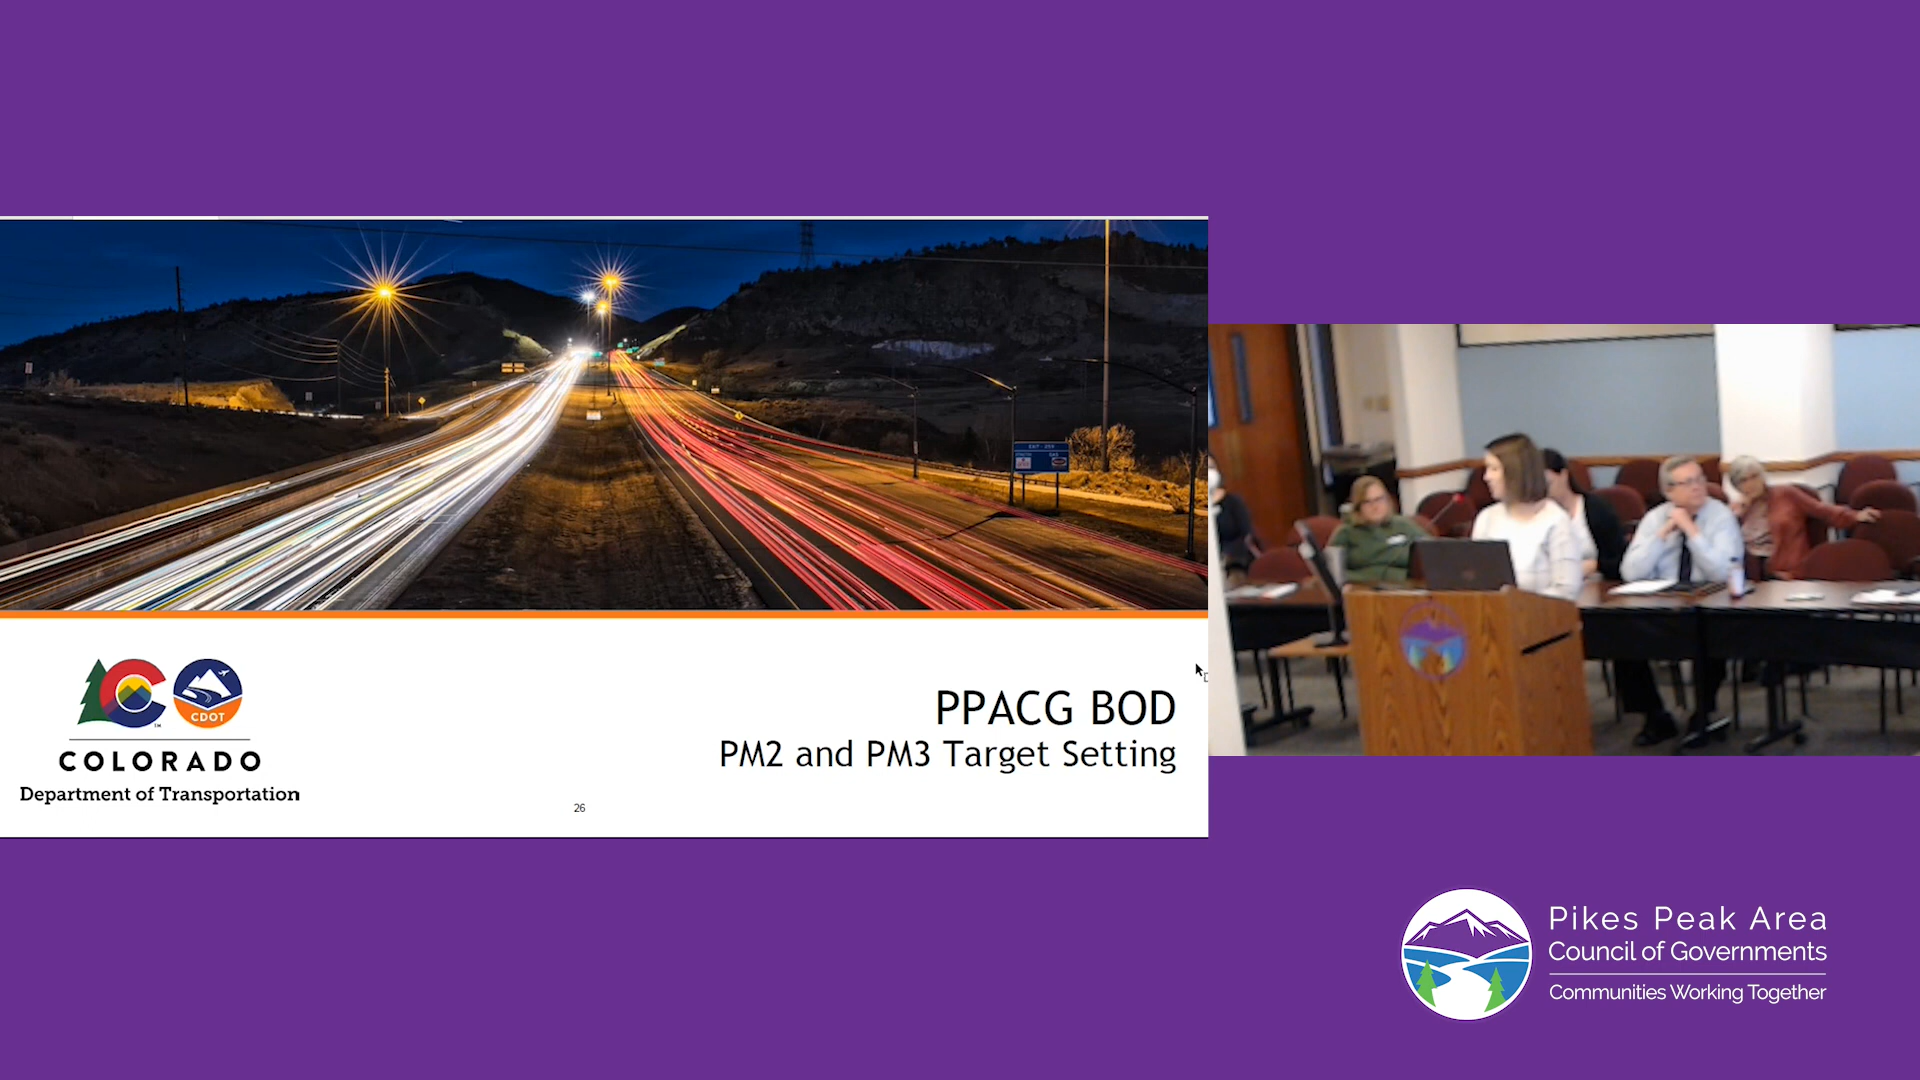 CDOT
COLORADO
Department of Transportation
PPACG BOD
PM2 and PM3 Target Setting
26
Pikes Peak Area
Council of Governments
Communities Working Together